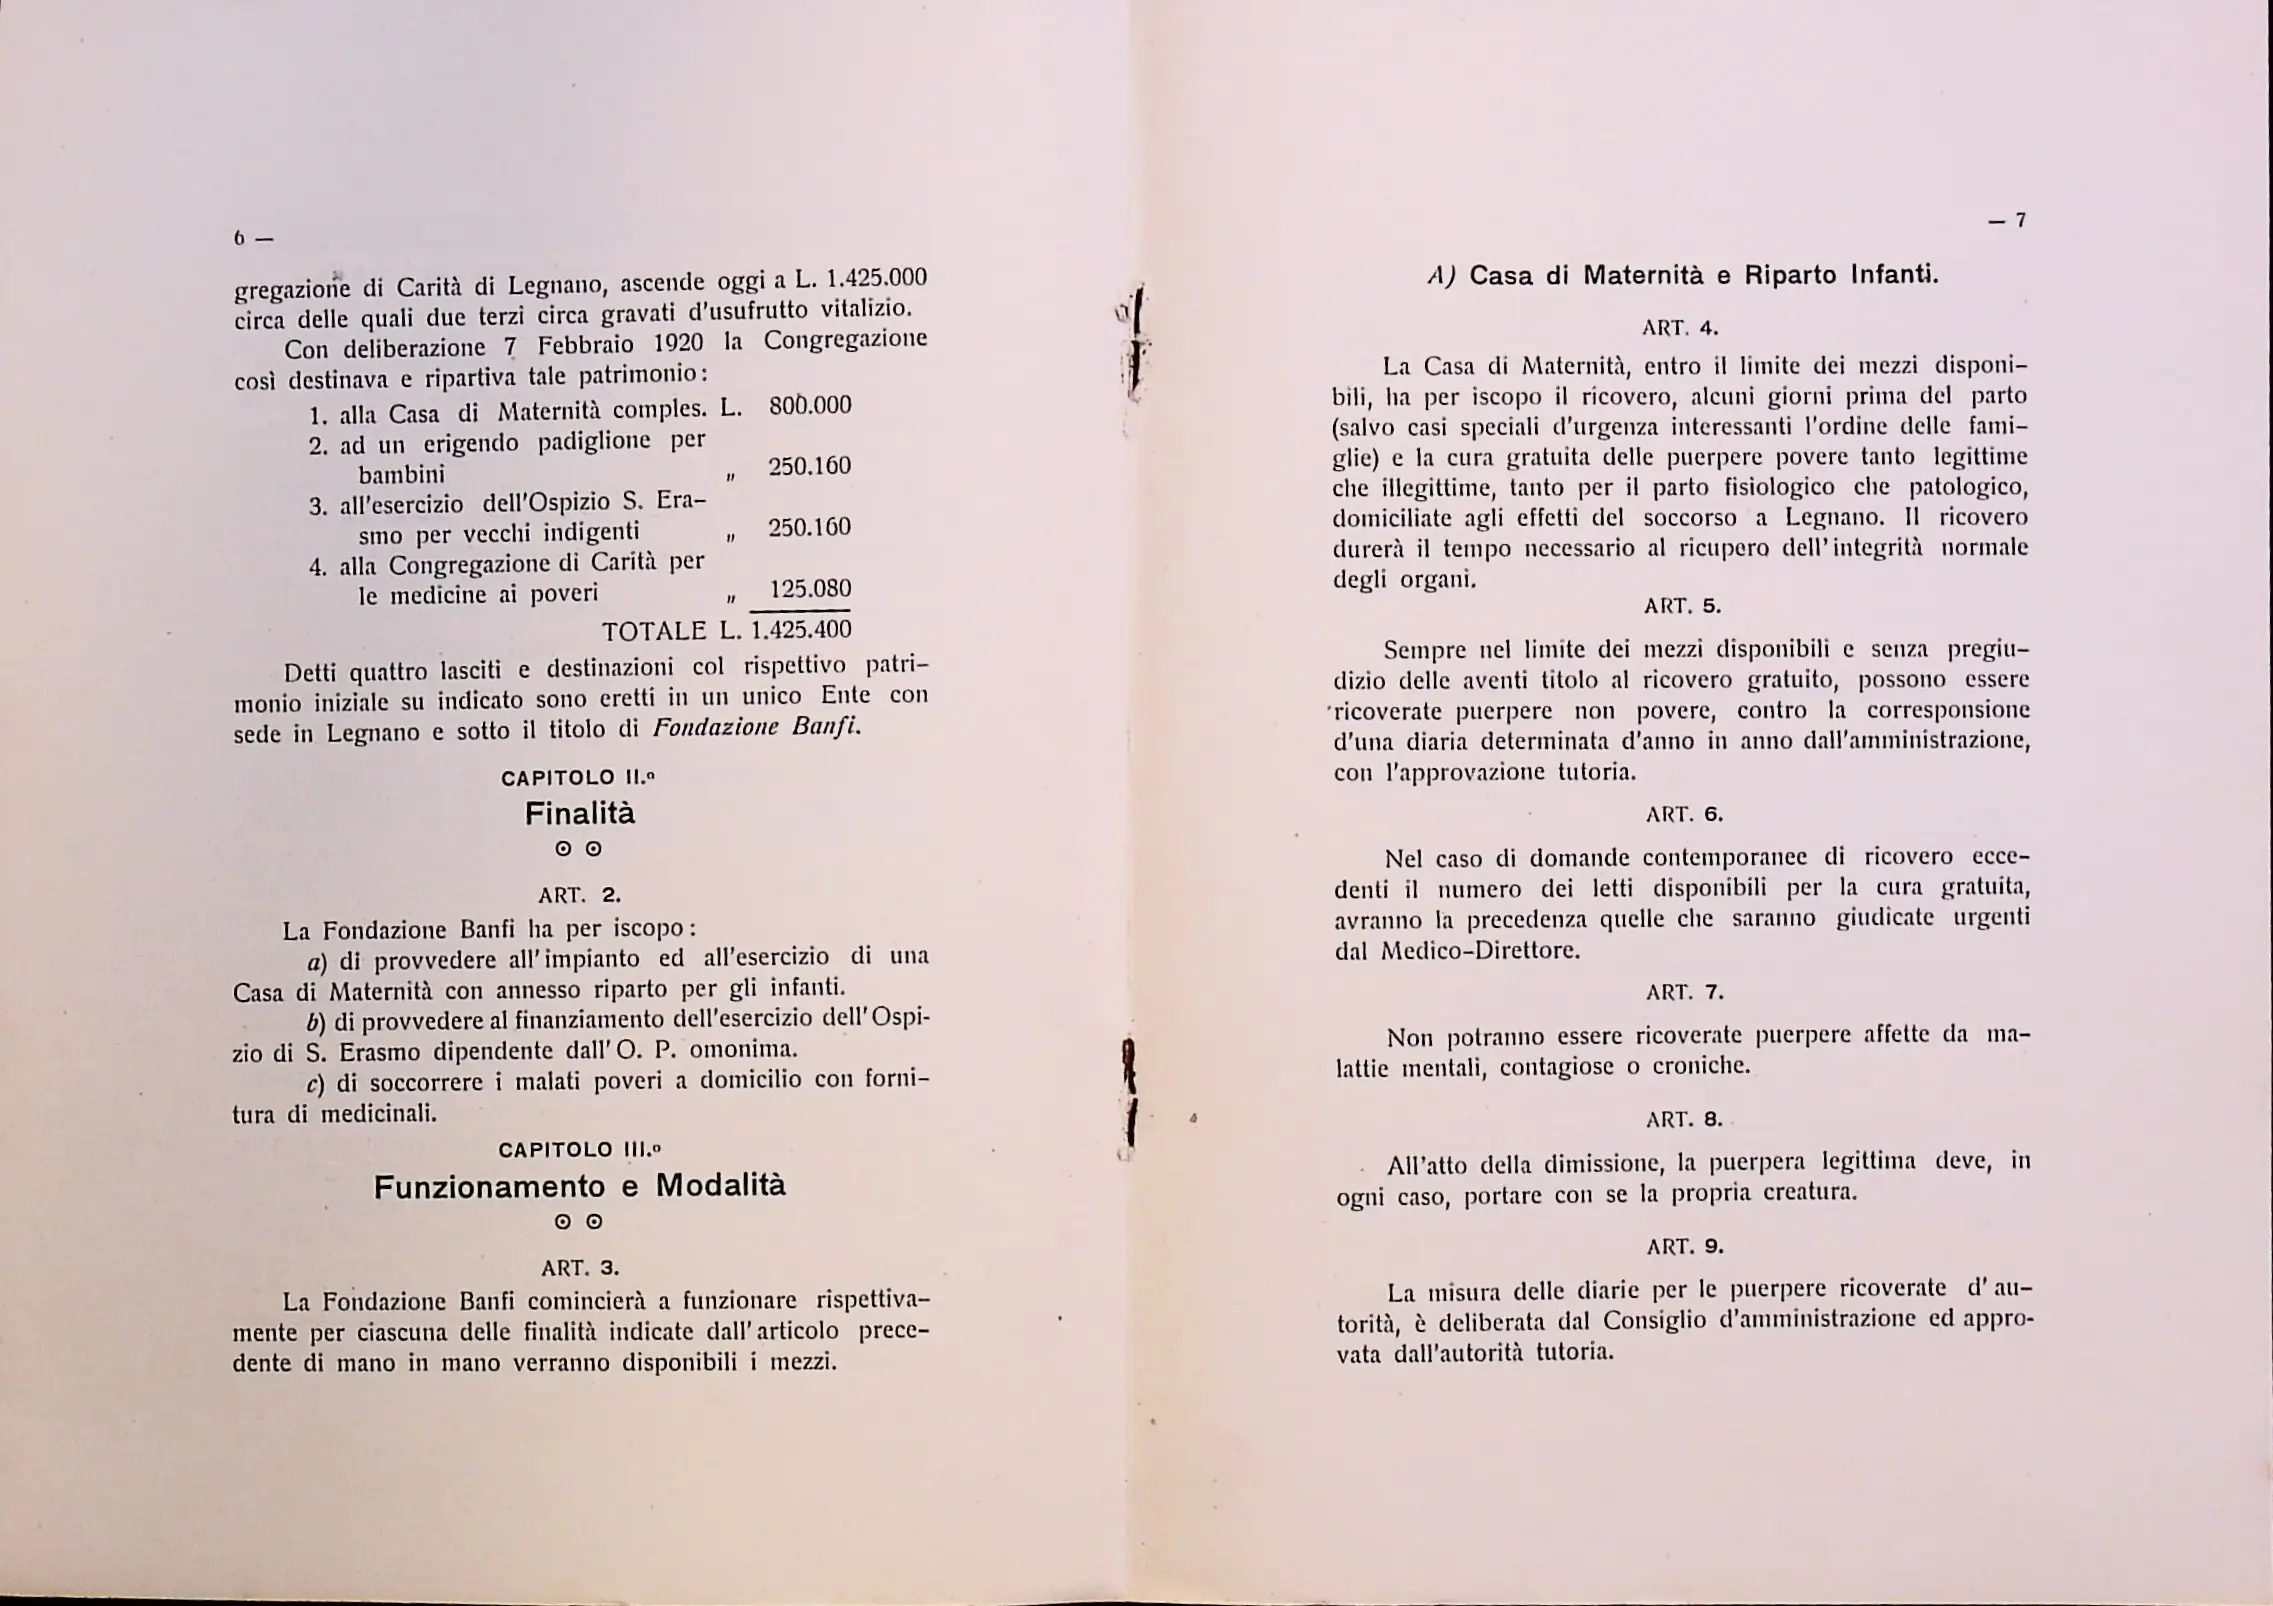 6 —
gregazione di Carità di Legnano, ascende oggi a L. 1.425.000
circa delle quali due terzi circa gravati d'usufrutto vitalizio.
Con deliberazione 7 Febbraio 1920 la Congregazione
così destinava e ripartiva tale patrimonio:
1. alla Casa di Maternità comples. L. 800.000
2. ad un erigendo padiglione per
bambini „ 250.160
3. all'esercizio dell'Ospizio S. Era-
smo per vecchi indigenti „ 250.160
4. alla Congregazione di Carità per
le medicine ai poveri „ 125.080
TOTALE L. 1.425.400
Detti quattro lasciti e destinazioni col rispettivo patri-
monio iniziale su indicato sono eretti in un unico Ente con
sede in Legnano e sotto il titolo di Fondazione Banfi.
CAPITOLO II.º
Finalità
⊙ ⊙
ART. 2.
La Fondazione Banfi ha per iscopo:
a) di provvedere all'impianto ed all'esercizio di una
Casa di Maternità con annesso riparto per gli infanti.
b) di provvedere al finanziamento dell'esercizio dell'Ospi-
zio di S. Erasmo dipendente dall'O. P. omonima.
c) di soccorrere i malati poveri a domicilio con forni-
tura di medicinali.
CAPITOLO III.º
Funzionamento e Modalità
⊙ ⊙
ART. 3.
La Fondazione Banfi comincierà a funzionare rispettiva-
mente per ciascuna delle finalità indicate dall'articolo prece-
dente di mano in mano verranno disponibili i mezzi.
— 7
A) Casa di Maternità e Riparto Infanti.
ART. 4.
La Casa di Maternità, entro il limite dei mezzi disponi-
bili, ha per iscopo il ricovero, alcuni giorni prima del parto
(salvo casi speciali d'urgenza interessanti l'ordine delle fami-
glie) e la cura gratuita delle puerpere povere tanto legittime
che illegittime, tanto per il parto fisiologico che patologico,
domiciliate agli effetti del soccorso a Legnano. Il ricovero
durerà il tempo necessario al ricupero dell'integrità normale
degli organi.
ART. 5.
Sempre nel limite dei mezzi disponibili e senza pregiu-
dizio delle aventi titolo al ricovero gratuito, possono essere
ricoverate puerpere non povere, contro la corresponsione
d'una diaria determinata d'anno in anno dall'amministrazione,
con l'approvazione tutoria.
ART. 6.
Nel caso di domande contemporanee di ricovero ecce-
denti il numero dei letti disponibili per la cura gratuita,
avranno la precedenza quelle che saranno giudicate urgenti
dal Medico-Direttore.
ART. 7.
Non potranno essere ricoverate puerpere affette da ma-
lattie mentali, contagiose o croniche.
ART. 8.
All'atto della dimissione, la puerpera legittima deve, in
ogni caso, portare con se la propria creatura.
ART. 9.
La misura delle diarie per le puerpere ricoverate d'au-
torità, è deliberata dal Consiglio d'amministrazione ed appro-
vata dall'autorità tutoria.